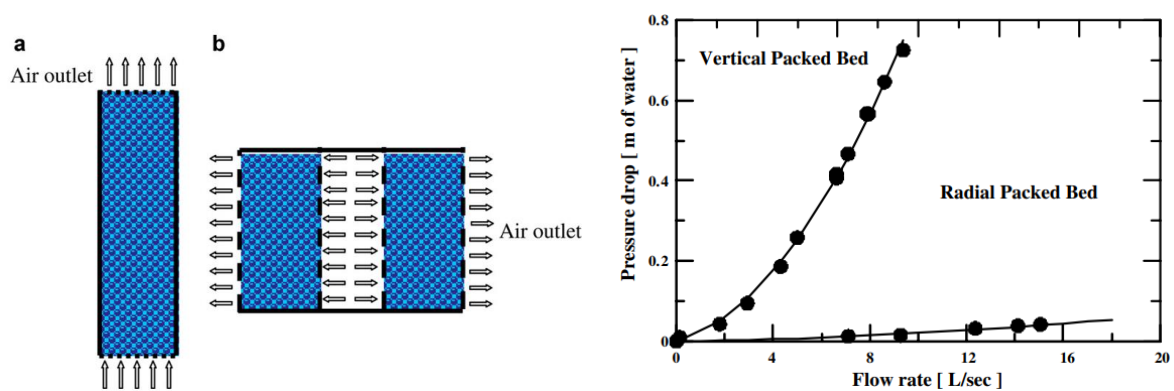 a
Air outlet
b
Air outlet
Pressure drop [ m of water ]
0.8
0.6
0.4
0.2
0
Vertical Packed Bed
Radial Packed Bed
0 4 8 12 16 20
Flow rate [ L/sec ]